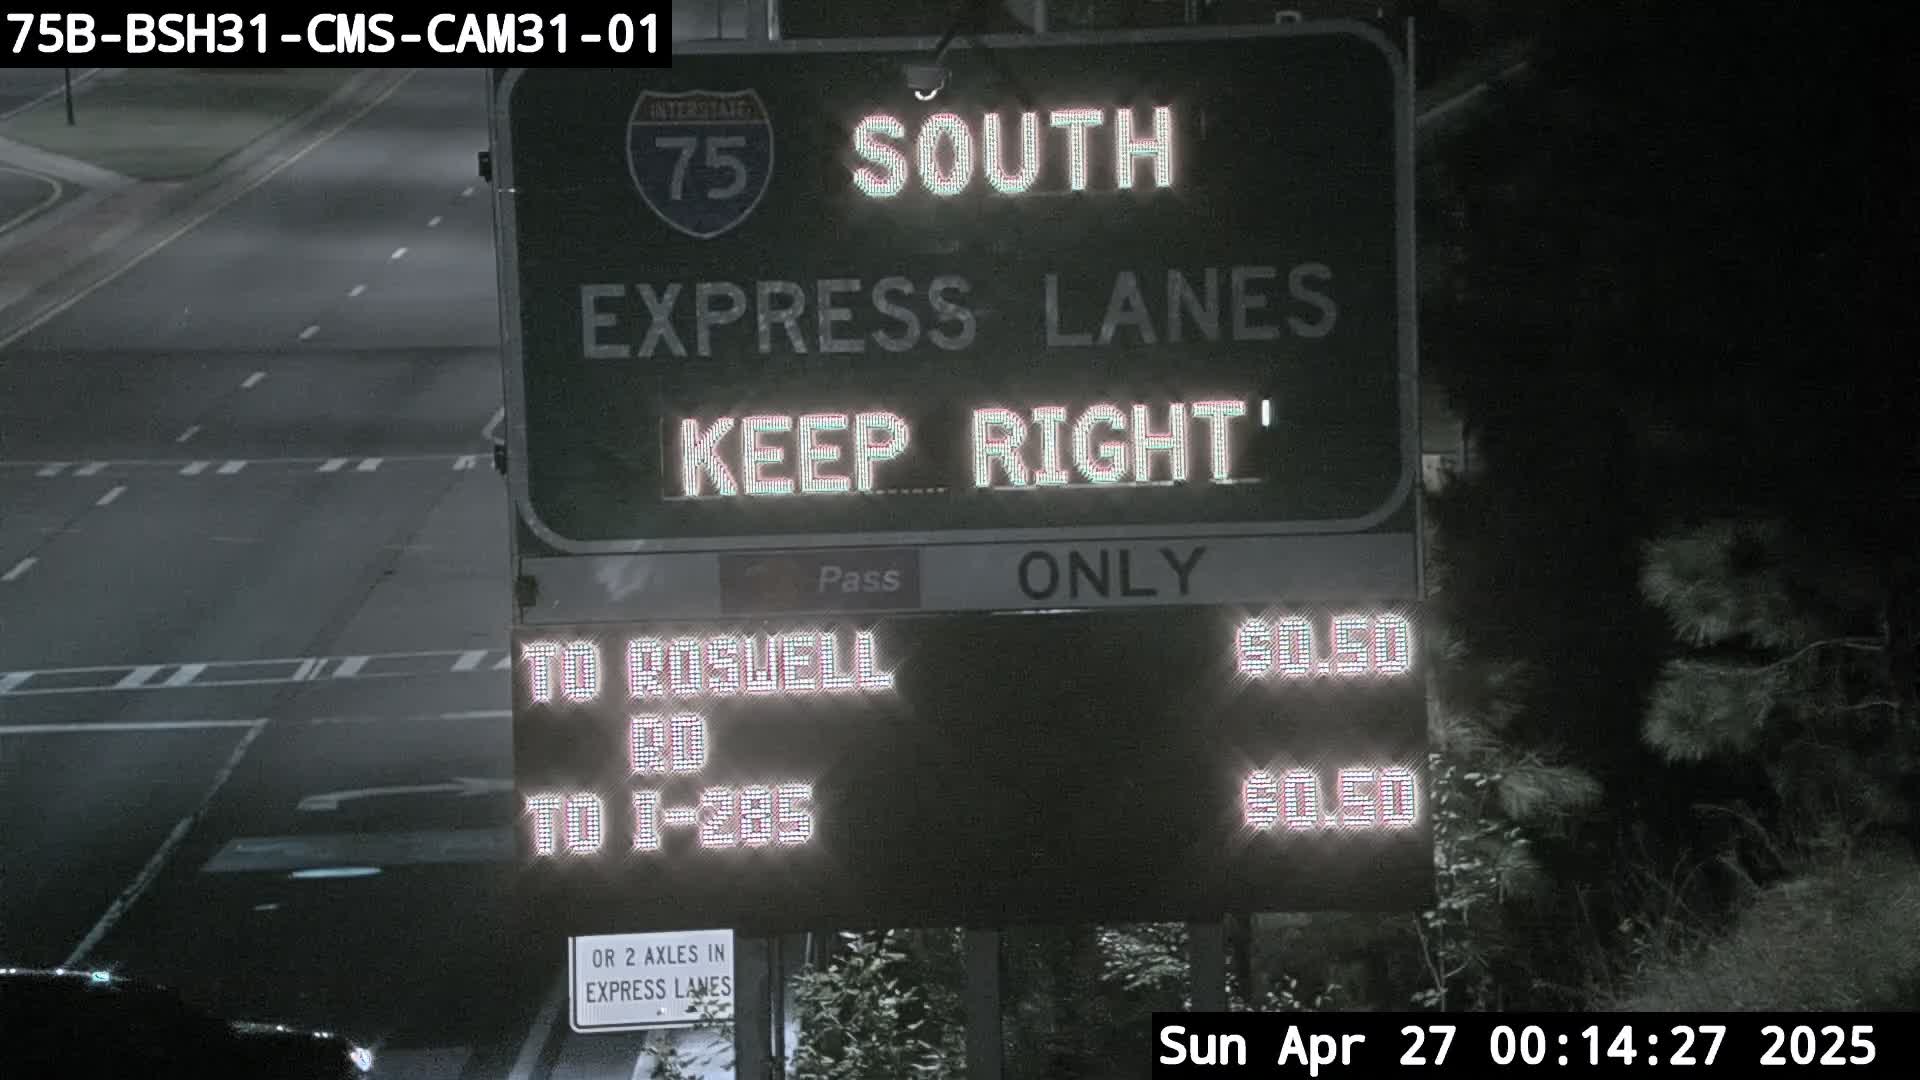 75B-BSH31-CMS-CAM31-01
INTERSTATE
75
SOUTH
EXPRESS LANES
KEEP RIGHT
Pass ONLY
TO ROSWELL $0.50
RD
TO I-285 $0.50
OR 2 AXLES IN
EXPRESS LANES
Sun Apr 27 00:14:27 2025